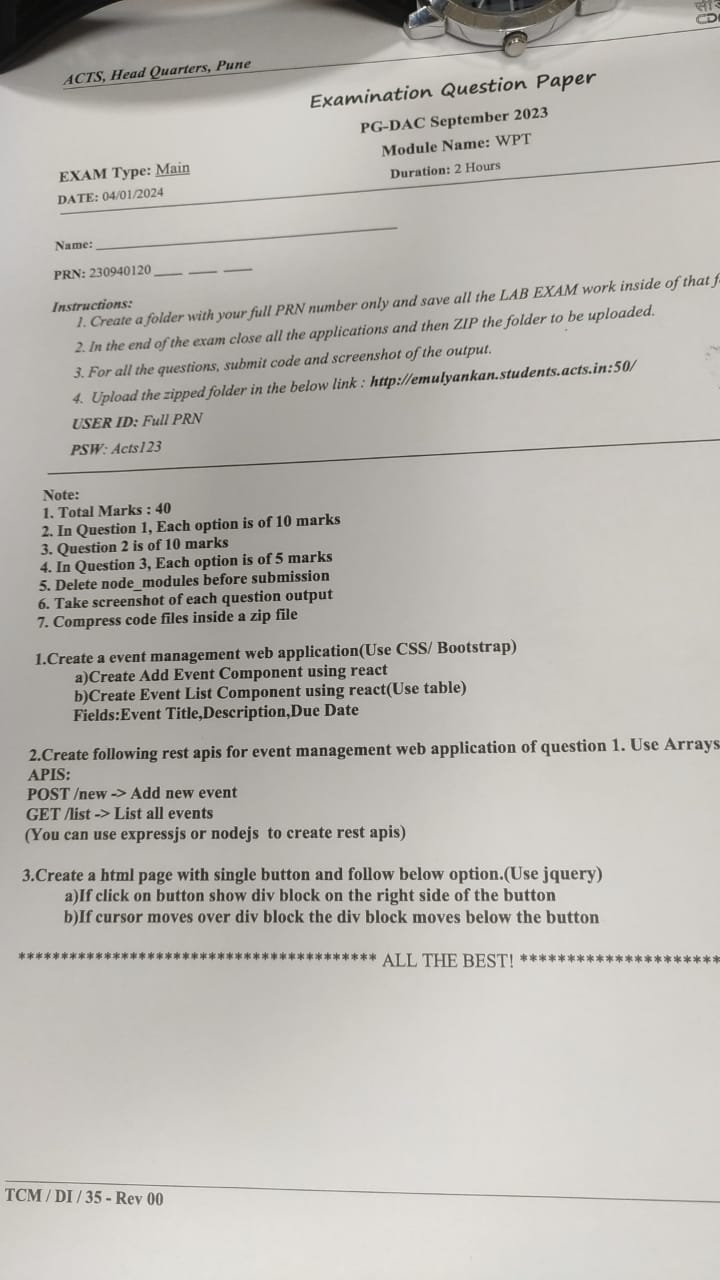 ACTS, Head Quarters, Pune
Examination Question Paper
PG-DAC September 2023
Module Name: WPT
Duration: 2 Hours
EXAM Type: Main
DATE: 04/01/2024
Name:
PRN: 230940120
Instructions:
1. Create a folder with your full PRN number only and save all the LAB EXAM work inside of that
2. In the end of the exam close all the applications and then ZIP the folder to be uploaded.
3. For all the questions, submit code and screenshot of the output.
4. Upload the zipped folder in the below link : http://emulyankan.students.acts.in:50/
USER ID: Full PRN
PSW: Acts123
Note:
1. Total Marks : 40
2. In Question 1, Each option is of 10 marks
3. Question 2 is of 10 marks
4. In Question 3, Each option is of 5 marks
5. Delete node_modules before submission
6. Take screenshot of each question output
7. Compress code files inside a zip file
1.Create a event management web application(Use CSS/ Bootstrap)
a)Create Add Event Component using react
b)Create Event List Component using react(Use table)
Fields:Event Title,Description,Due Date
2.Create following rest apis for event management web application of question 1. Use Arrays
APIS:
POST /new -> Add new event
GET /list -> List all events
(You can use expressjs or nodejs to create rest apis)
3.Create a html page with single button and follow below option.(Use jquery)
a)If click on button show div block on the right side of the button
b)If cursor moves over div block the div block moves below the button
****************************************** ALL THE BEST! ***********************
TCM / DI / 35 - Rev 00